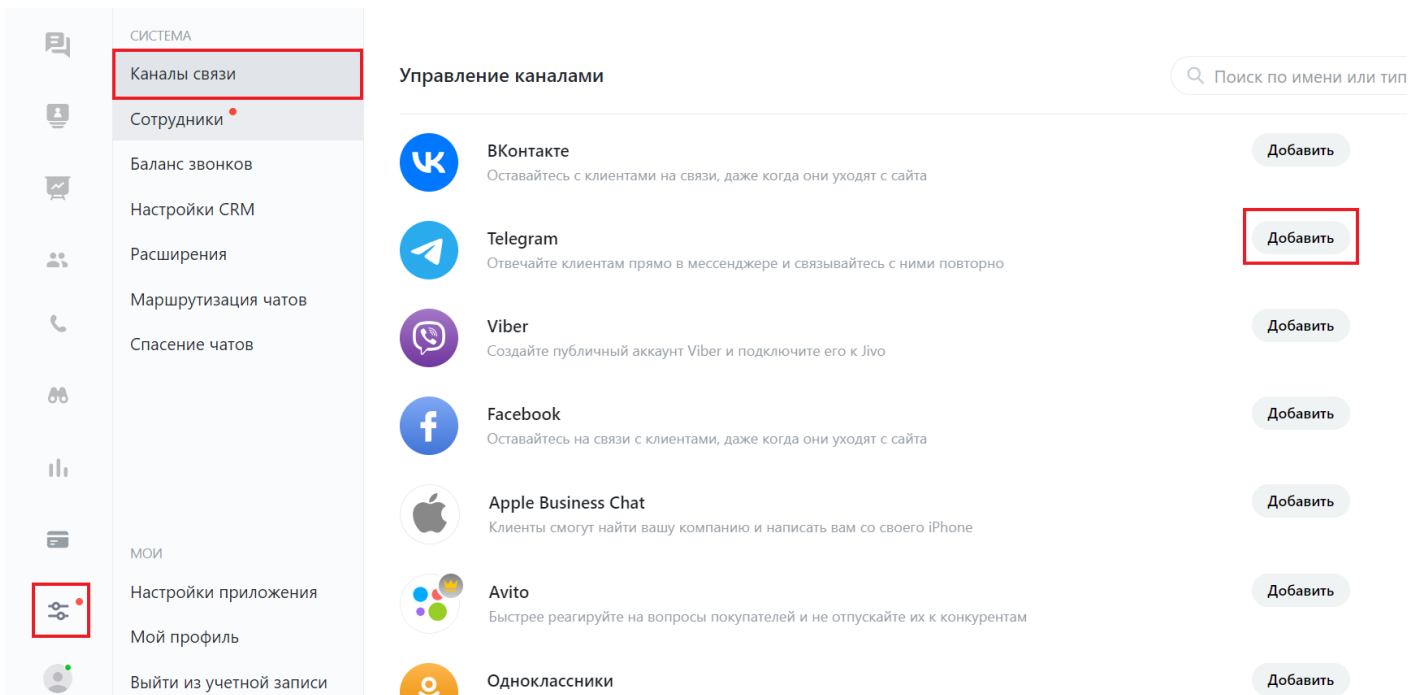 СИСТЕМА
Каналы связи
Сотрудники
Баланс звонков
Настройки CRM
Расширения
Маршрутизация чатов
Спасение чатов
МОИ
Настройки приложения
Мой профиль
Выйти из учетной записи
Управление каналами
Поиск по имени или тип
ВКонтакте
Оставайтесь с клиентами на связи, даже когда они уходят с сайта
Добавить
Telegram
Отвечайте клиентам прямо в мессенджере и связывайтесь с ними повторно
Добавить
Viber
Создайте публичный аккаунт Viber и подключите его к Jivo
Добавить
Facebook
Оставайтесь на связи с клиентами, даже когда они уходят с сайта
Добавить
Apple Business Chat
Клиенты смогут найти вашу компанию и написать вам со своего iPhone
Добавить
Avito
Быстрее реагируйте на вопросы покупателей и не отпускайте их к конкурентам
Добавить
Одноклассники
Добавить